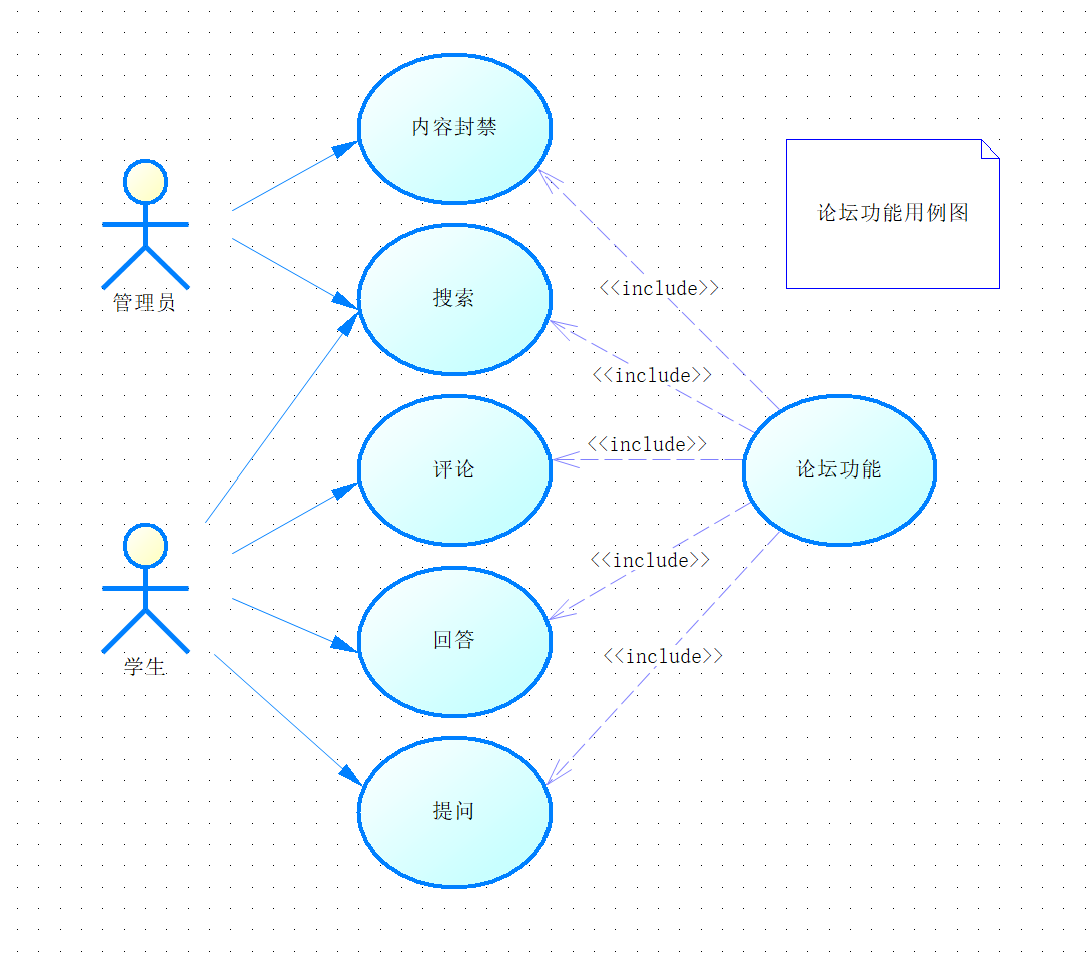 内容封禁
论坛功能用例图
管理员
搜索
<<include>>
<<include>>
<<include>>
评论
论坛功能
<<include>>
回答
学生
<<include>>
提问